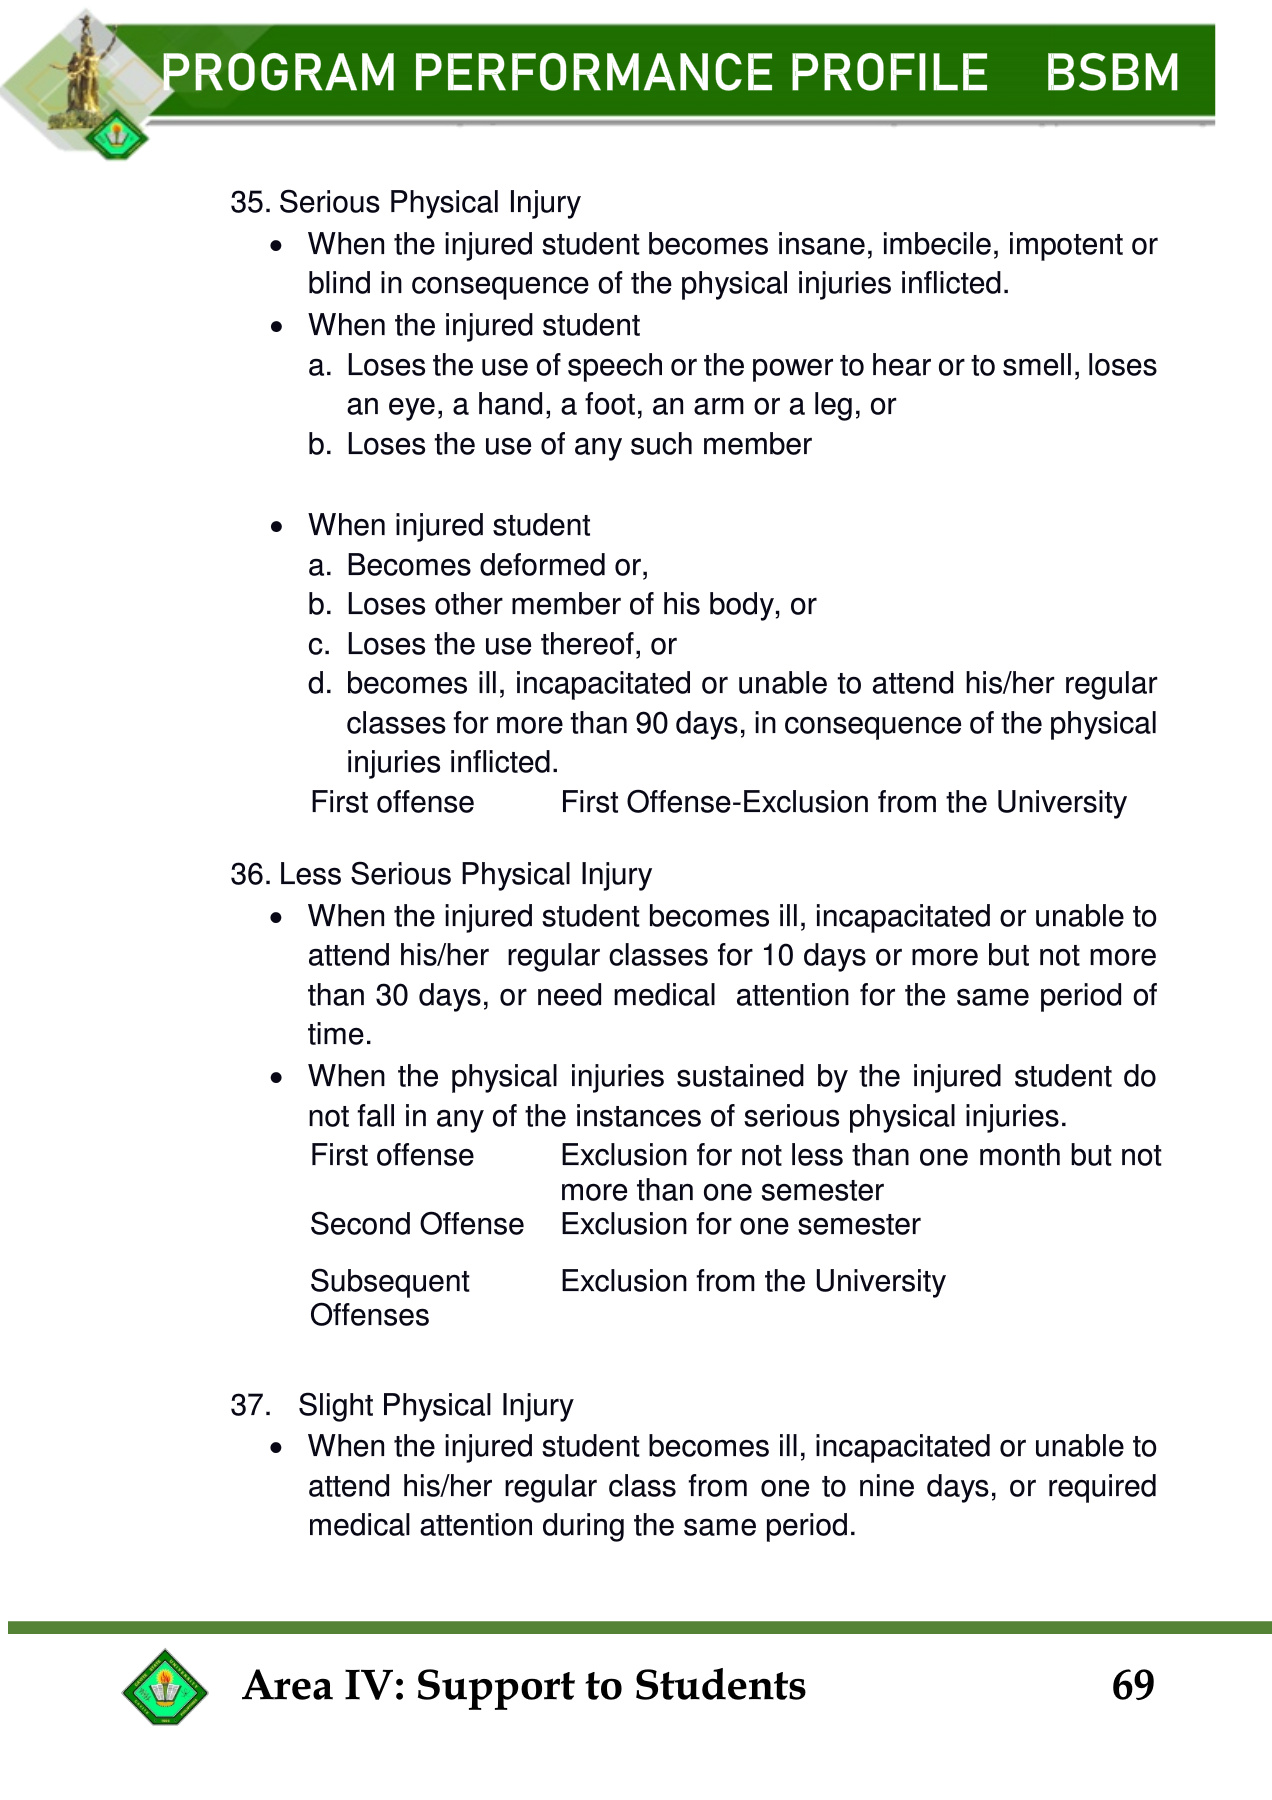 PROGRAM PERFORMANCE PROFILE BSBM
35. Serious Physical Injury
• When the injured student becomes insane, imbecile, impotent or
blind in consequence of the physical injuries inflicted.
• When the injured student
a. Loses the use of speech or the power to hear or to smell, loses
an eye, a hand, a foot, an arm or a leg, or
b. Loses the use of any such member
• When injured student
a. Becomes deformed or,
b. Loses other member of his body, or
c. Loses the use thereof, or
d. becomes ill, incapacitated or unable to attend his/her regular
classes for more than 90 days, in consequence of the physical
injuries inflicted.
First offense First Offense-Exclusion from the University
36. Less Serious Physical Injury
• When the injured student becomes ill, incapacitated or unable to
attend his/her regular classes for 10 days or more but not more
than 30 days, or need medical attention for the same period of
time.
• When the physical injuries sustained by the injured student do
not fall in any of the instances of serious physical injuries.
First offense Exclusion for not less than one month but not
more than one semester
Second Offense Exclusion for one semester
Subsequent Exclusion from the University
Offenses
37. Slight Physical Injury
• When the injured student becomes ill, incapacitated or unable to
attend his/her regular class from one to nine days, or required
medical attention during the same period.
Area IV: Support to Students 69